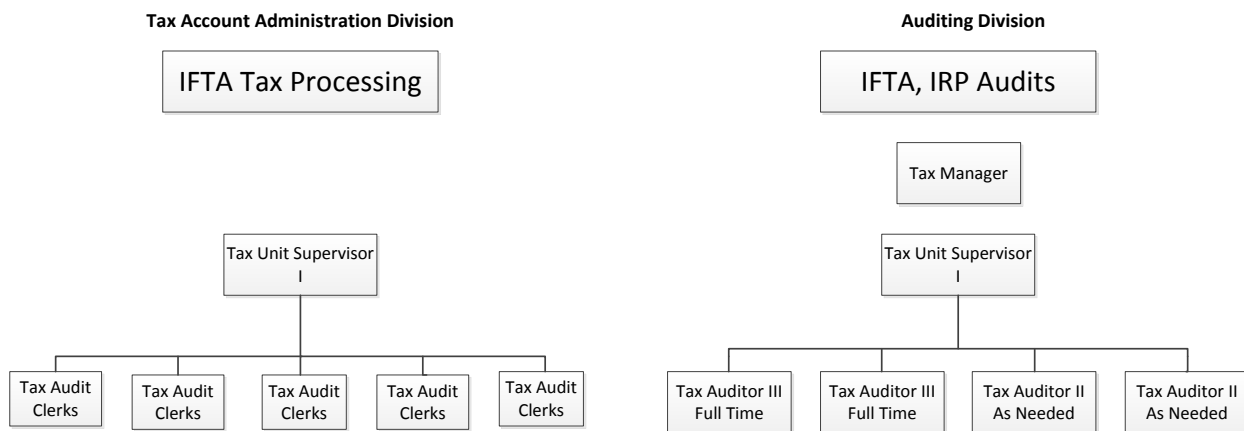 Tax Account Administration Division
IFTA Tax Processing
Tax Unit Supervisor
I
Tax Audit
Clerks
Tax Audit
Clerks
Tax Audit
Clerks
Tax Audit
Clerks
Tax Audit
Clerks
Auditing Division
IFTA, IRP Audits
Tax Manager
Tax Unit Supervisor
I
Tax Auditor III
Full Time
Tax Auditor III
Full Time
Tax Auditor II
As Needed
Tax Auditor II
As Needed